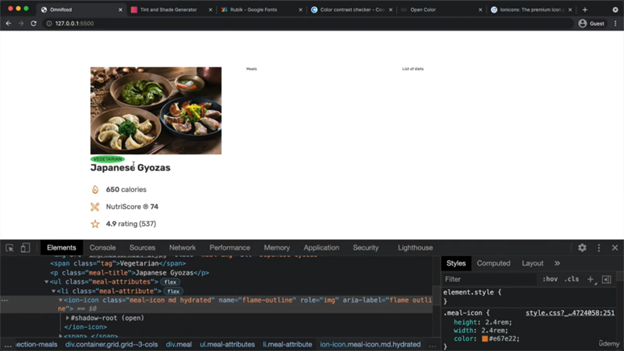 Omnifood
Tint and Shade Generator
Rubik - Google Fonts
Color contrast checker – Coo
Open Color
Ionicons: The premium icon
127.0.0.1:5500
Guest
VEGETARIAN
Japanese Gyozas
650 calories
NutriScore ® 74
4.9 rating (537)
Meals
List of diets
Elements
Console
Sources
Network
Performance
Memory
Application
Security
Lighthouse
<span class="tag">Vegetarian</span>
<p class="meal-title">Japanese Gyozas</p>
▼<ul class="meal-attributes"> flex
▼<li class="meal-attribute"> flex
▼<ion-icon class="meal-icon md hydrated" name="flame-outline" role="img" aria-label="flame outli
ne"> == $0
▶#shadow-root (open)
</ion-icon>
section-meals
div.container.grid.grid--3-cols
div.meal
ul.meal-attributes
li.meal-attribute
ion-icon.meal-icon.md.hydrated
Styles
Computed
Layout
»
Filter
:hov
.cls
+
element.style {
}
.meal-icon {
style.css?_…4724058:251
height: 2.4rem;
width: 2.4rem;
color: #e67e22;
ûdemy